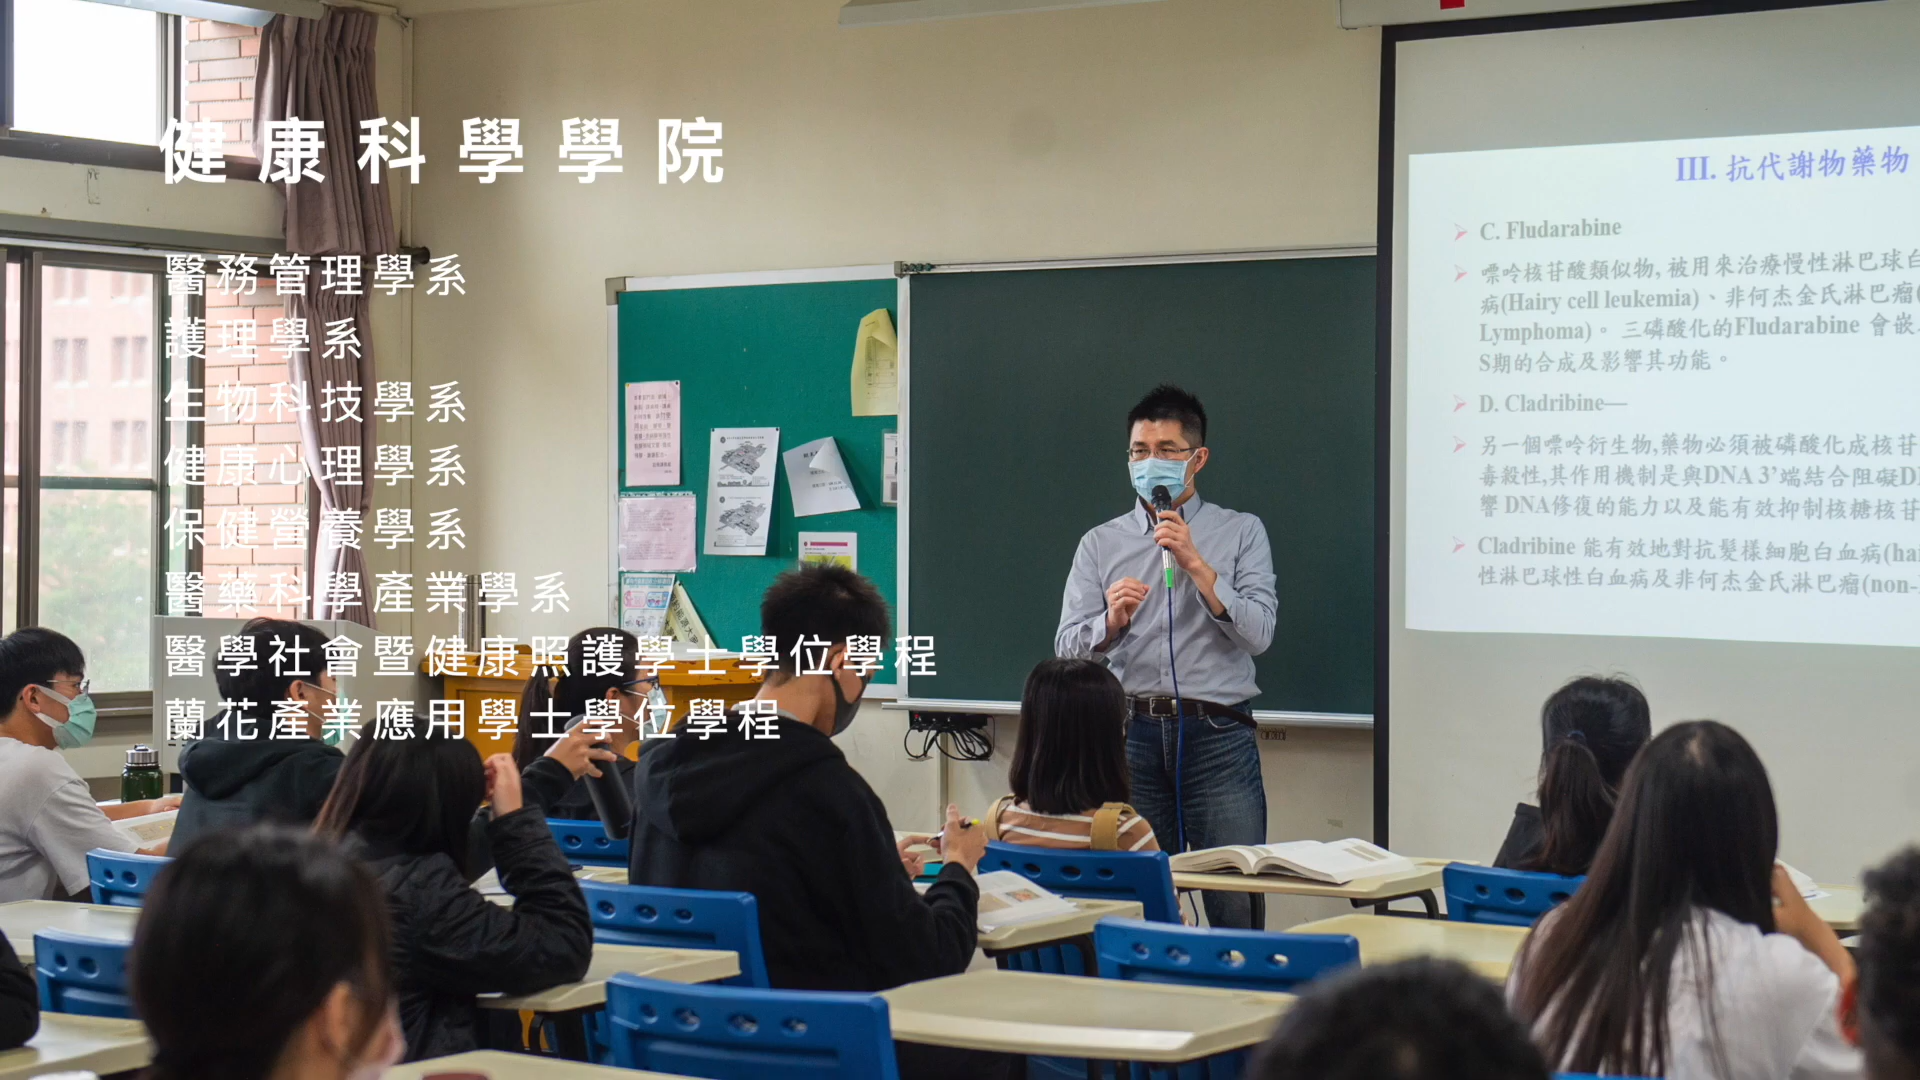 健康科學學院
醫務管理學系
護理學系
生物科技學系
健康心理學系
保健營養學系
醫藥科學產業學系
醫學社會暨健康照護學士學位學程
蘭花產業應用學士學位學程
III. 抗代謝物藥物
C. Fludarabine
嘌呤核苷酸類似物, 被用來治療慢性淋巴球白
病(Hairy cell leukemia)、非何杰金氏淋巴瘤(
Lymphoma)。 三磷酸化的Fludarabine 會嵌
S期的合成及影響其功能。
D. Cladribine—
另一個嘌呤衍生物,藥物必須被磷酸化成核苷
毒殺性,其作用機制是與DNA 3’端結合阻礙D
響 DNA修復的能力以及能有效抑制核糖核苷
Cladribine 能有效地對抗髮樣細胞白血病(hai
性淋巴球性白血病及非何杰金氏淋巴瘤(non-